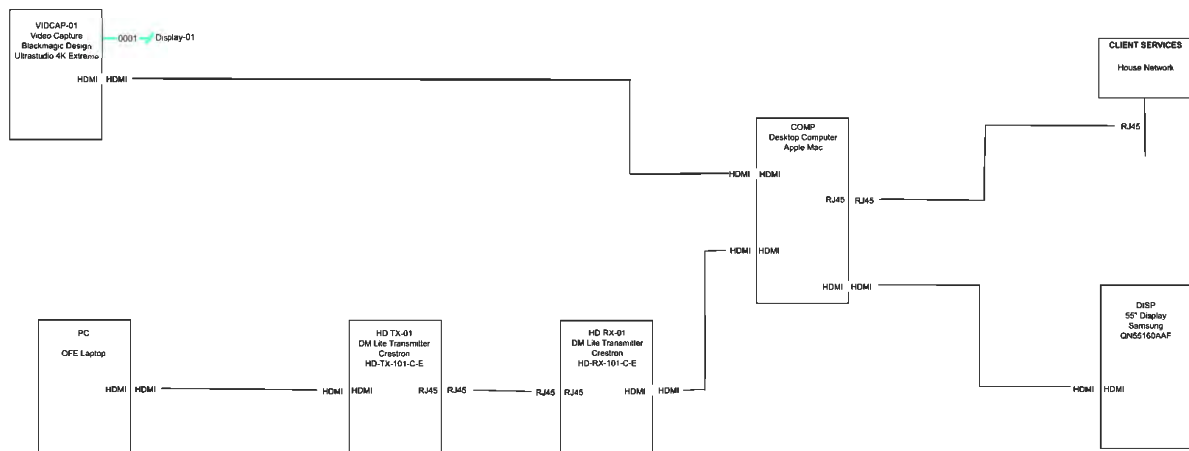 VIDCAP-01
Video Capture
Blackmagic Design
Ultrastudio 4K Extreme
0001
Display-01
HDMI HDMI
CLIENT SERVICES
House Network
RJ45
COMP
Desktop Computer
Apple Mac
HDMI HDMI
RJ45 RJ45
HDMI HDMI
HDMI HDMI
DISP
55" Display
Samsung
QN55160AAF
HDMI HDMI
PC
OFE Laptop
HDMI HDMI
HD TX-01
DM Lite Transmitter
Crestron
HD-TX-101-C-E
HDMI HDMI
RJ45 RJ45
HD RX-01
DM Lite Transmitter
Crestron
HD-RX-101-C-E
RJ45 RJ45
HDMI HDMI